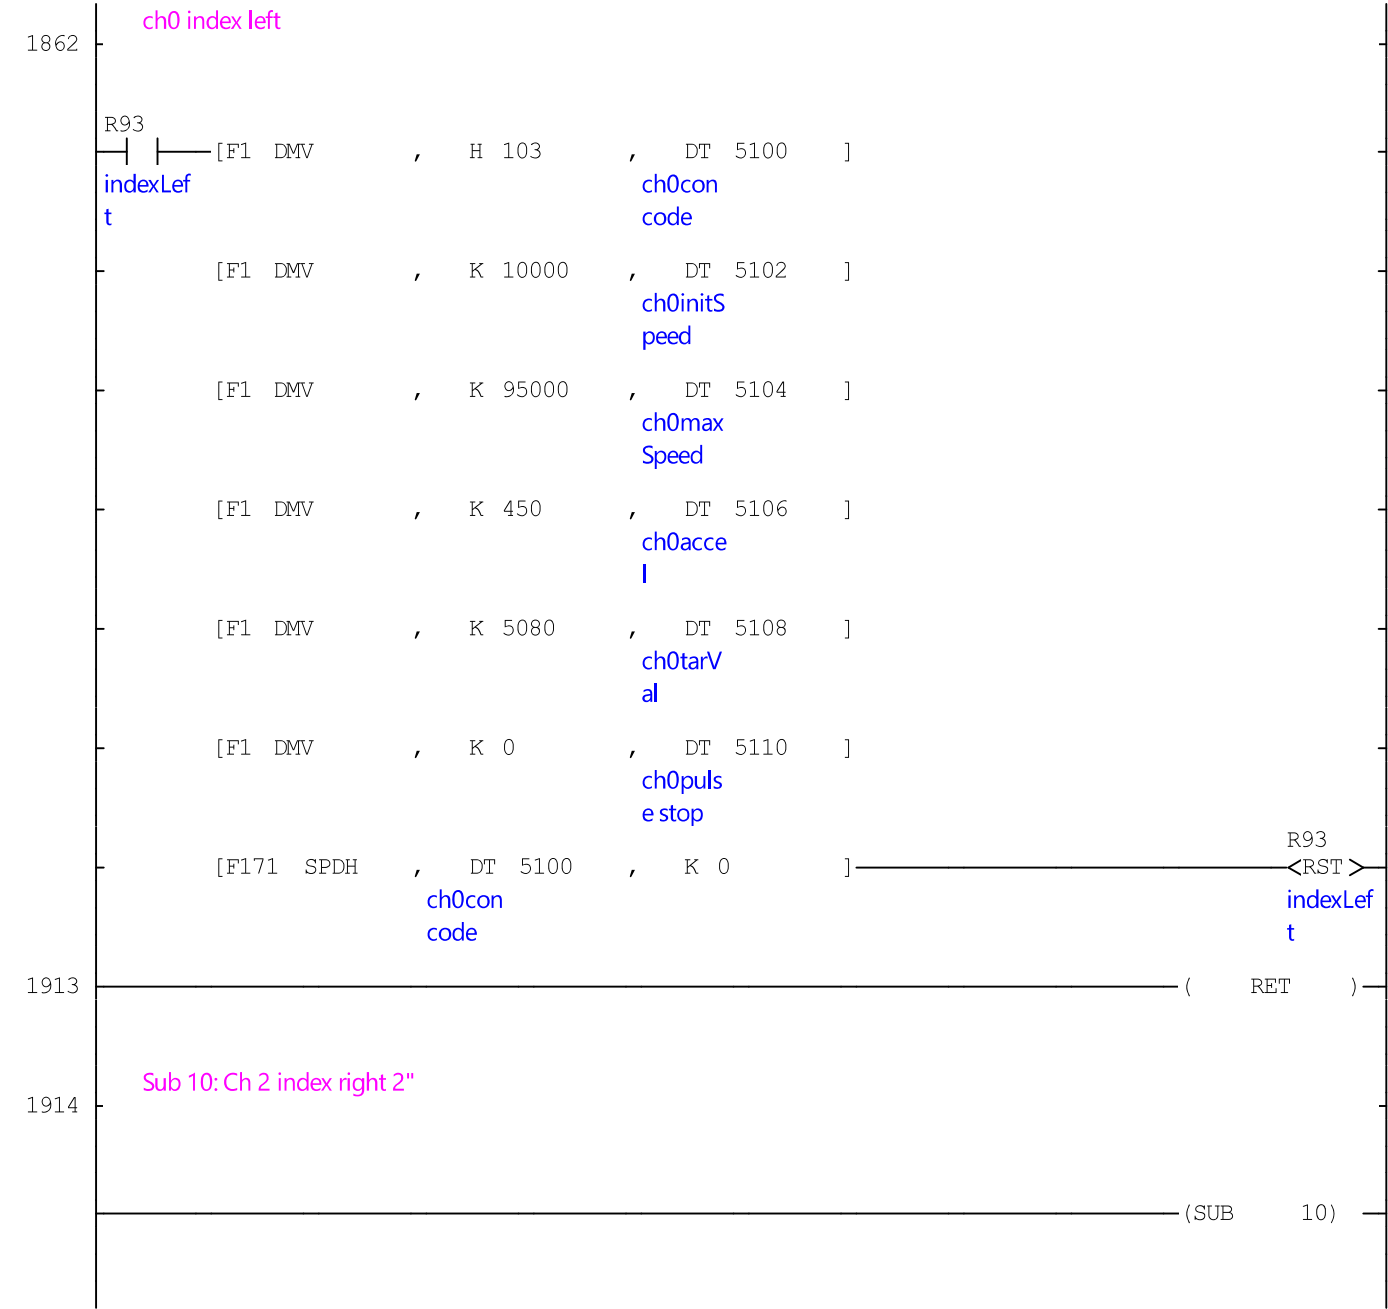 ch0 index left
1862
R93
[F1 DMV , H 103 , DT 5100 ]
indexLef ch0con
t code
[F1 DMV , K 10000 , DT 5102 ]
ch0initS
peed
[F1 DMV , K 95000 , DT 5104 ]
ch0max
Speed
[F1 DMV , K 450 , DT 5106 ]
ch0acce
l
[F1 DMV , K 5080 , DT 5108 ]
ch0tarV
al
[F1 DMV , K 0 , DT 5110 ]
ch0puls
e stop
R93
[F171 SPDH , DT 5100 , K 0 ] <RST>
ch0con indexLef
code t
1913 ( RET )
Sub 10: Ch 2 index right 2"
1914
(SUB 10)